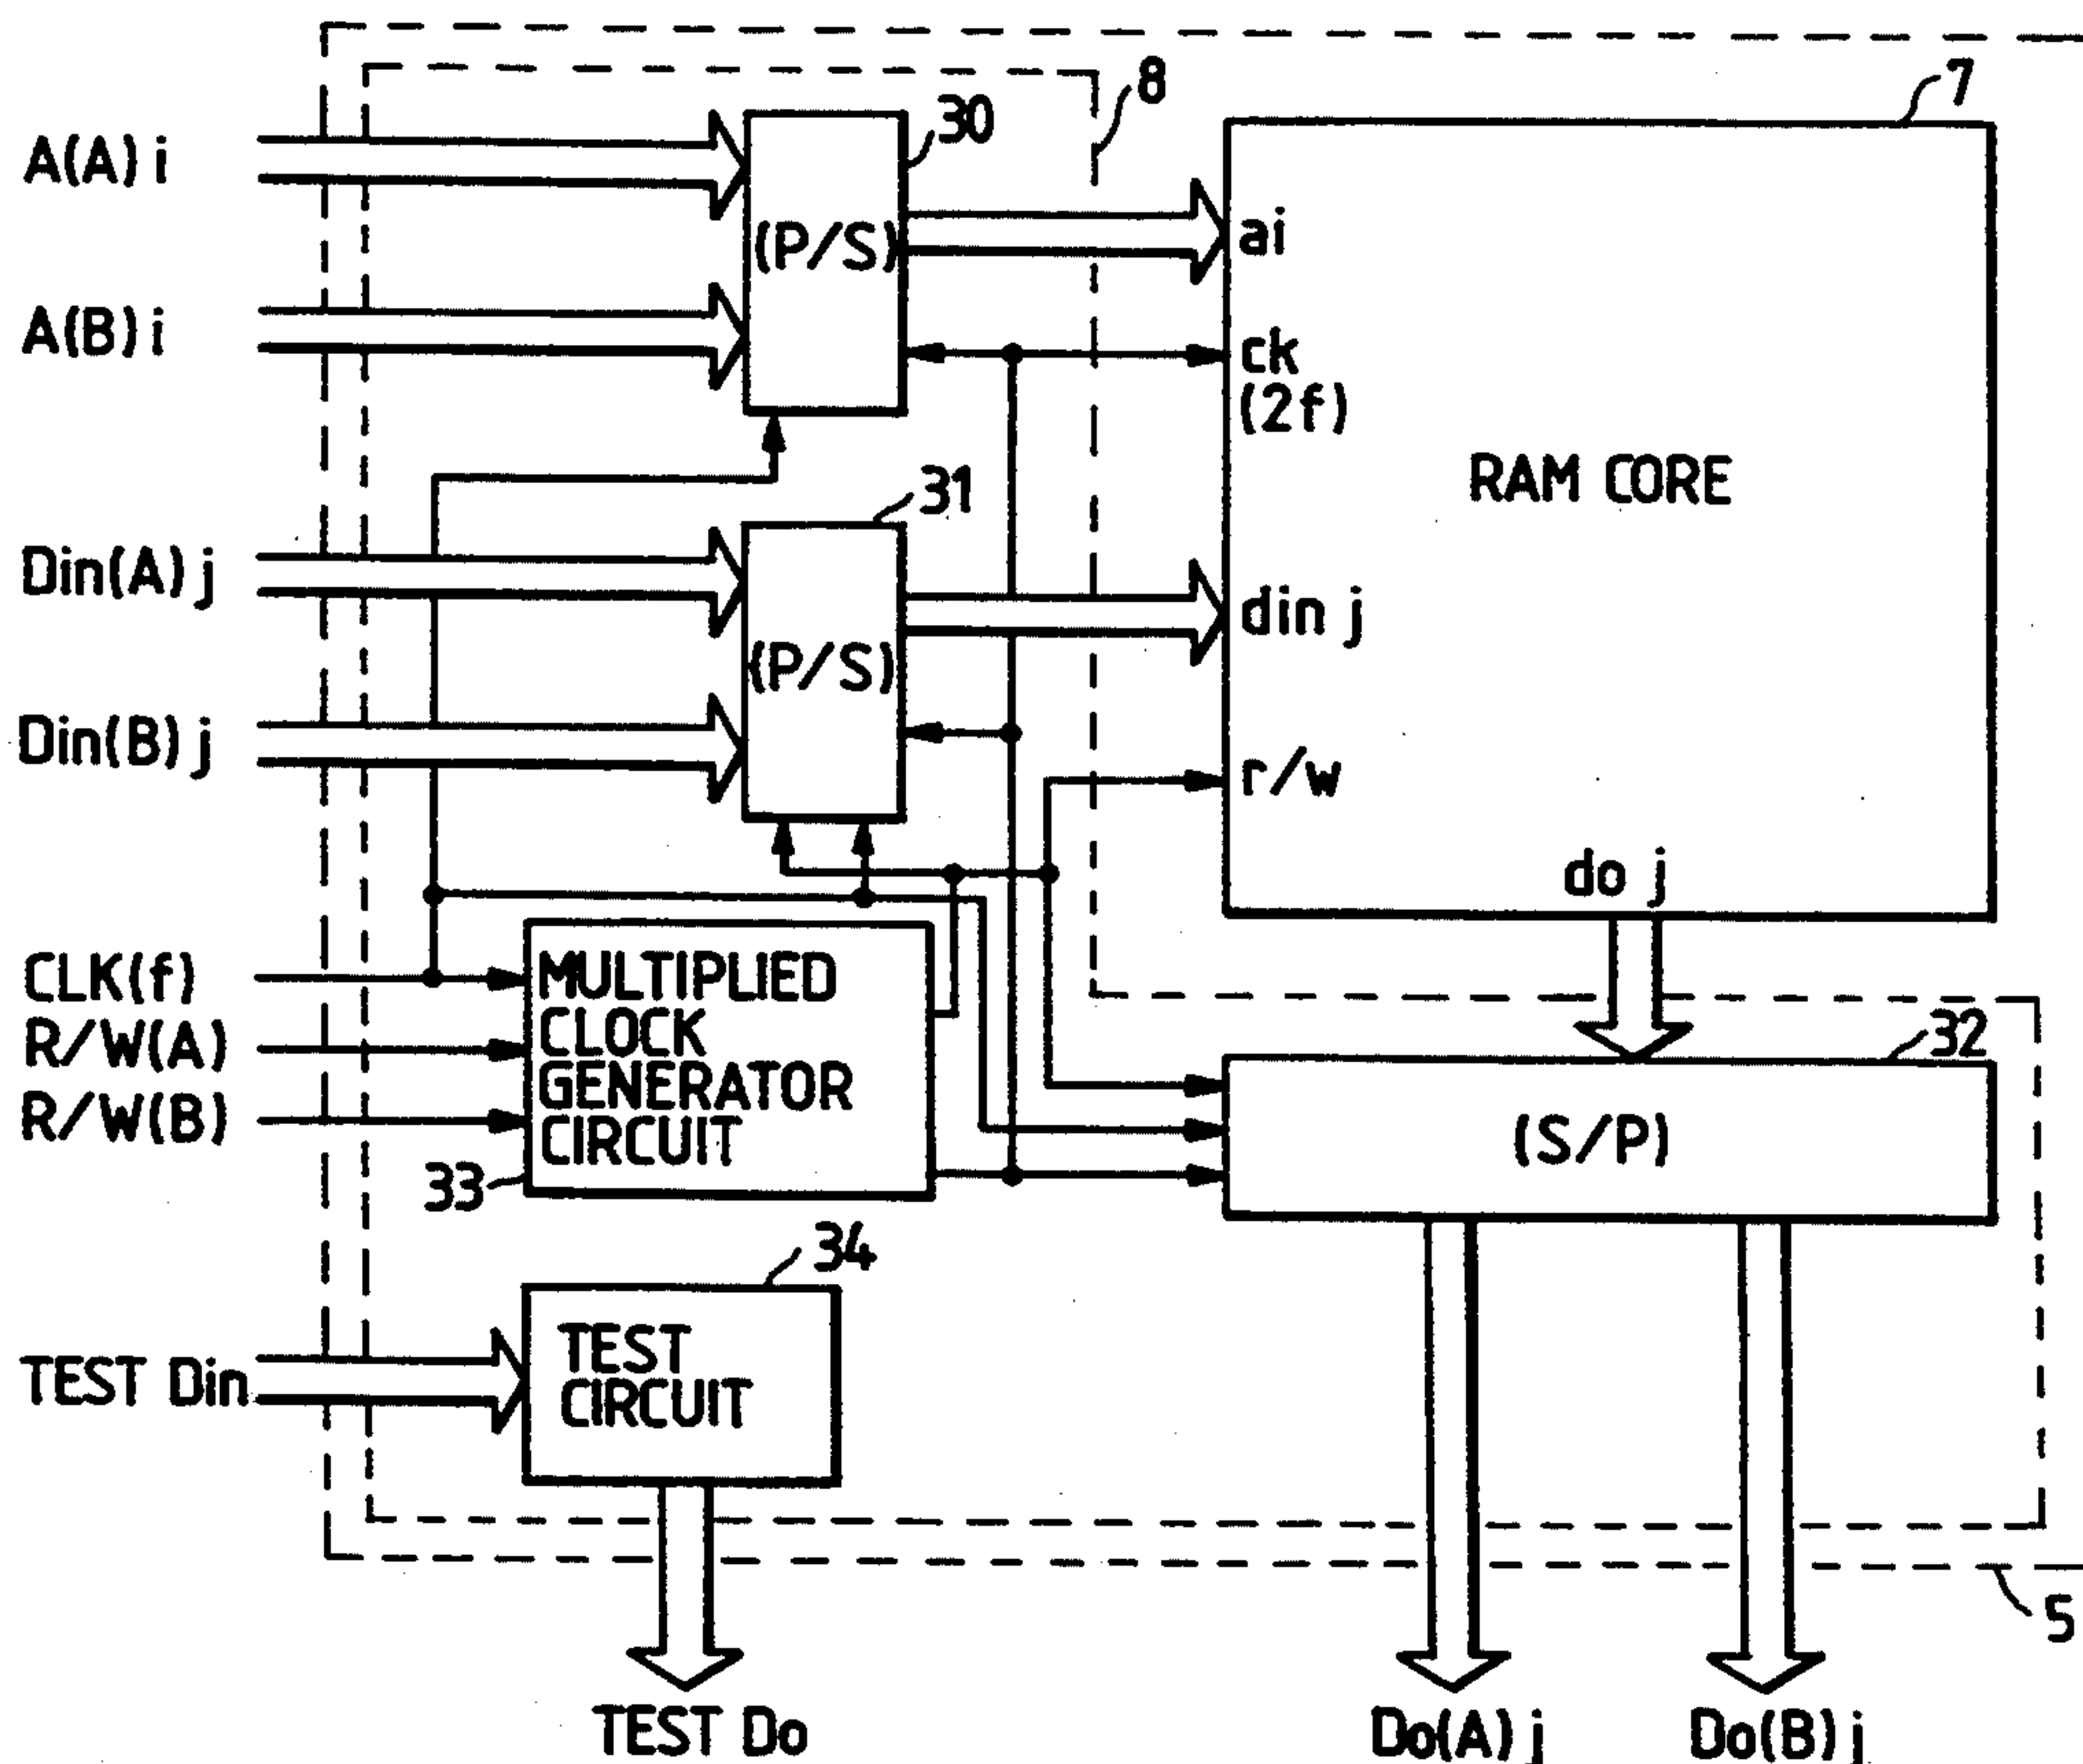 8
7
30
A(A) i
(P/S)
ai
A(B) i
ck
(2f)
RAM CORE
31
Din(A) j
din j
(P/S)
Din(B) j
r/w
do j
CLK(f)
R/W(A)
R/W(B)
MULTIPLIED
CLOCK
GENERATOR
CIRCUIT
33
32
(S/P)
34
TEST Din
TEST
CIRCUIT
5
TEST Do
Do(A) j
Do(B) j